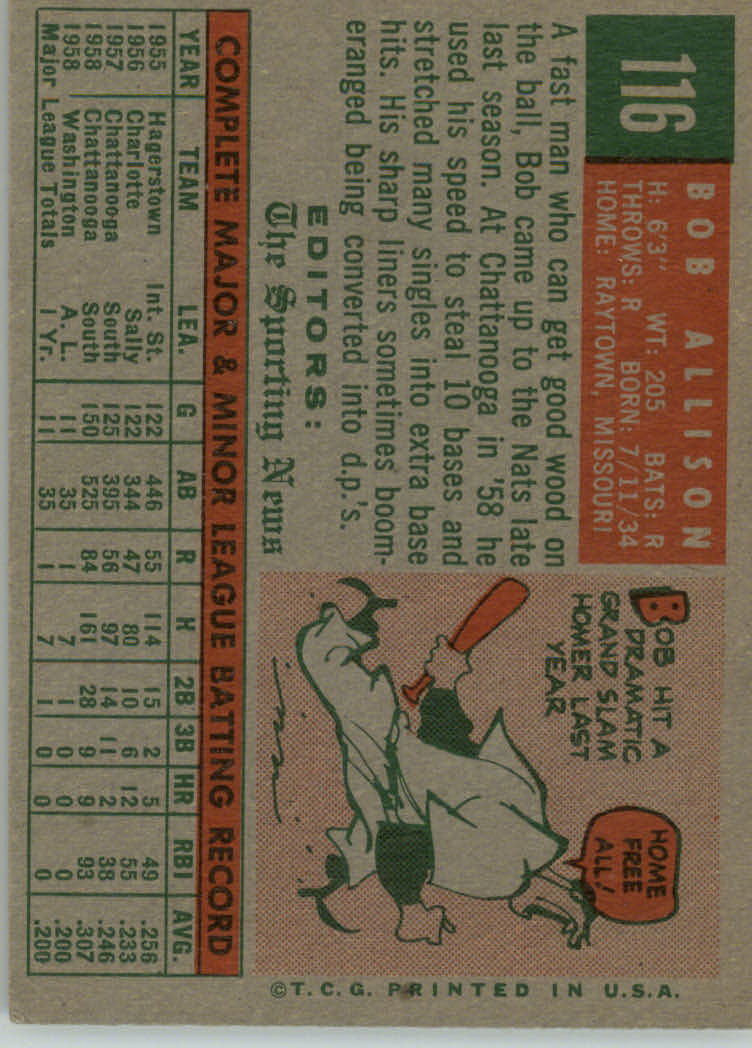 116
BOB ALLISON
H: 6'3" WT: 205 BATS: R
THROWS: R BORN: 7/11/34
HOME: RAYTOWN, MISSOURI
A fast man who can get good wood on
the ball, Bob came up to the Nats late
last season. At Chattanooga in '58 he
used his speed to steal 10 bases and
stretched many singles into extra base
hits. His sharp liners sometimes boom-
eranged being converted into d.p.'s.
EDITORS:
The Sporting News
BOB HIT A
DRAMATIC
GRAND SLAM
HOMER LAST
YEAR
HOME
FREE
ALL!
COMPLETE MAJOR & MINOR LEAGUE BATTING RECORD
YEAR TEAM LEA. G AB R H 2B 3B HR RBI AVG.
1955 Hagerstown Int. St. 122 446 55 114 15 2 5 49 .256
1956 Charlotte Sally 122 344 47 80 10 6 12 55 .233
1957 Chattanooga South 125 395 56 97 14 11 2 38 .246
1958 Chattanooga South 150 525 84 161 28 9 9 93 .307
1958 Washington A. L. 11 35 1 7 1 0 0 0 .200
Major League Totals 1 Yr. 11 35 1 7 1 0 0 0 .200
©T.C.G. PRINTED IN U.S.A.